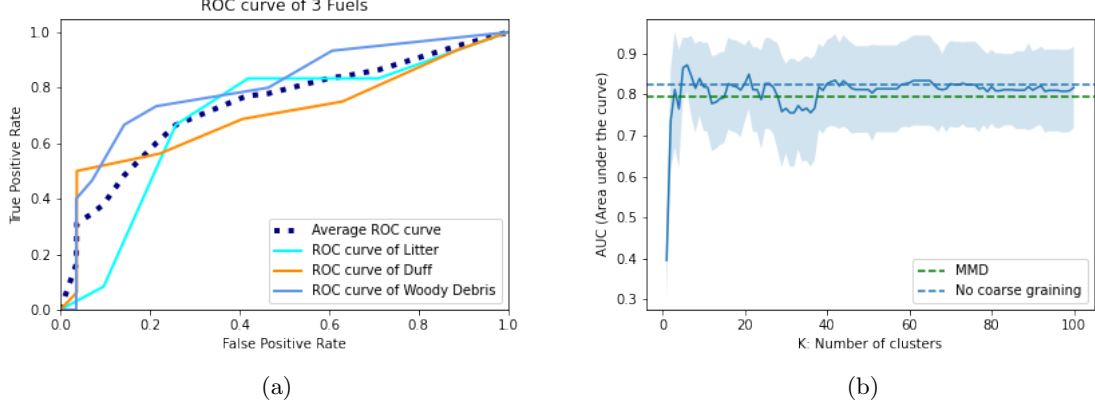 ROC curve of 3 Fuels
True Positive Rate
1.0
0.8
0.6
0.4
0.2
0.0
Average ROC curve
ROC curve of Litter
ROC curve of Duff
ROC curve of Woody Debris
0.0 0.2 0.4 0.6 0.8 1.0
False Positive Rate
(a)
AUC (Area under the curve)
0.9
0.8
0.7
0.6
0.5
0.4
0.3
MMD
No coarse graining
0 20 40 60 80 100
K: Number of clusters
(b)